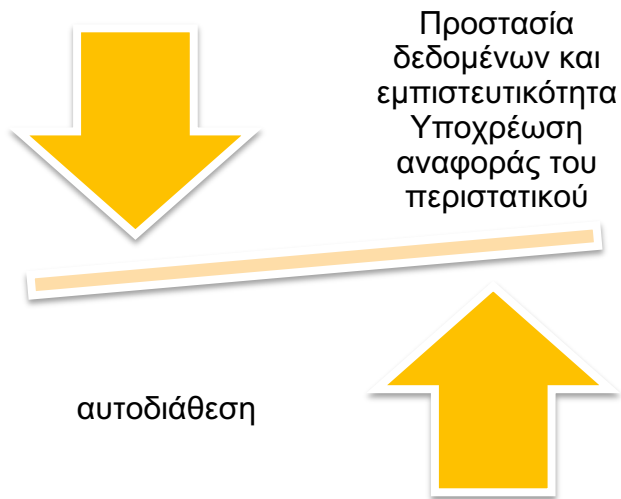 Προστασία
δεδομένων και
εμπιστευτικότητα
Υποχρέωση
αναφοράς του
περιστατικού
αυτοδιάθεση